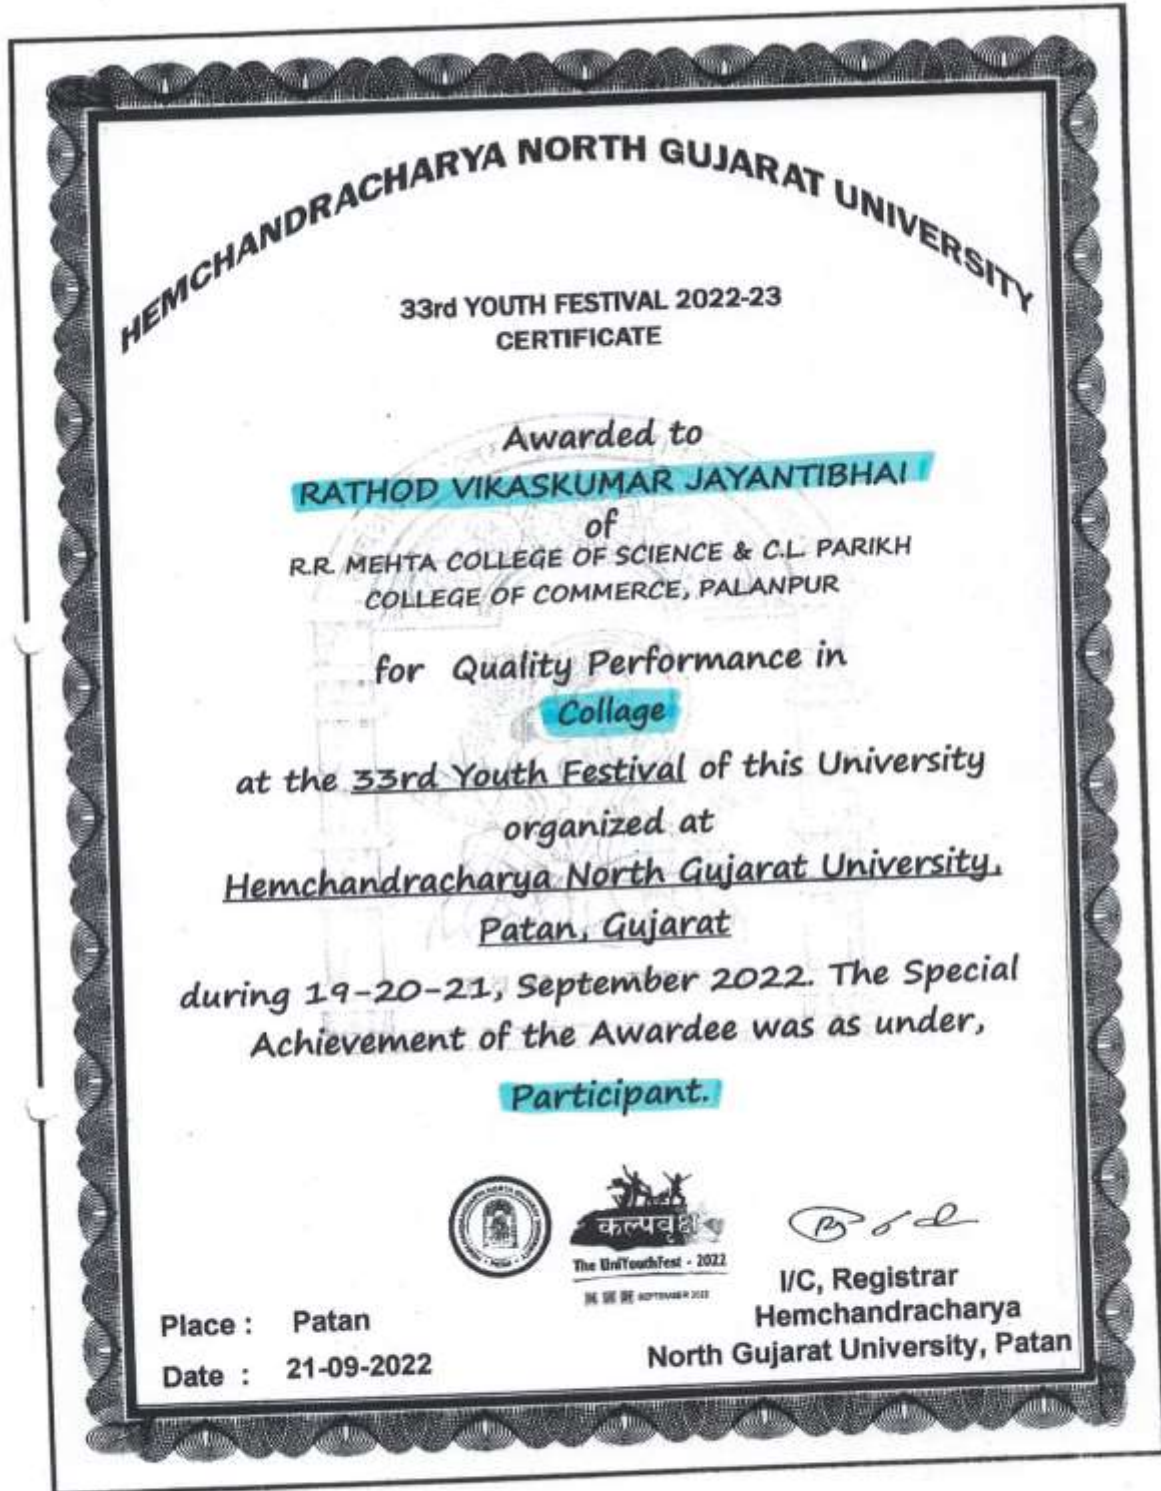 HEMCHANDRACHARYA NORTH GUJARAT UNIVERSITY
33rd YOUTH FESTIVAL 2022-23
CERTIFICATE
Awarded to
RATHOD VIKASKUMAR JAYANTIBHAI
of
R.R. MEHTA COLLEGE OF SCIENCE & C.L. PARIKH
COLLEGE OF COMMERCE, PALANPUR
for Quality Performance in
Collage
at the 33rd Youth Festival of this University
organized at
Hemchandracharya North Gujarat University,
Patan, Gujarat
during 19-20-21, September 2022. The Special
Achievement of the Awardee was as under,
Participant.
कल्पवृक्ष
The UniYouthFest - 2022
SEPTEMBER 2022
I/C, Registrar
Hemchandracharya
North Gujarat University, Patan
Place : Patan
Date : 21-09-2022